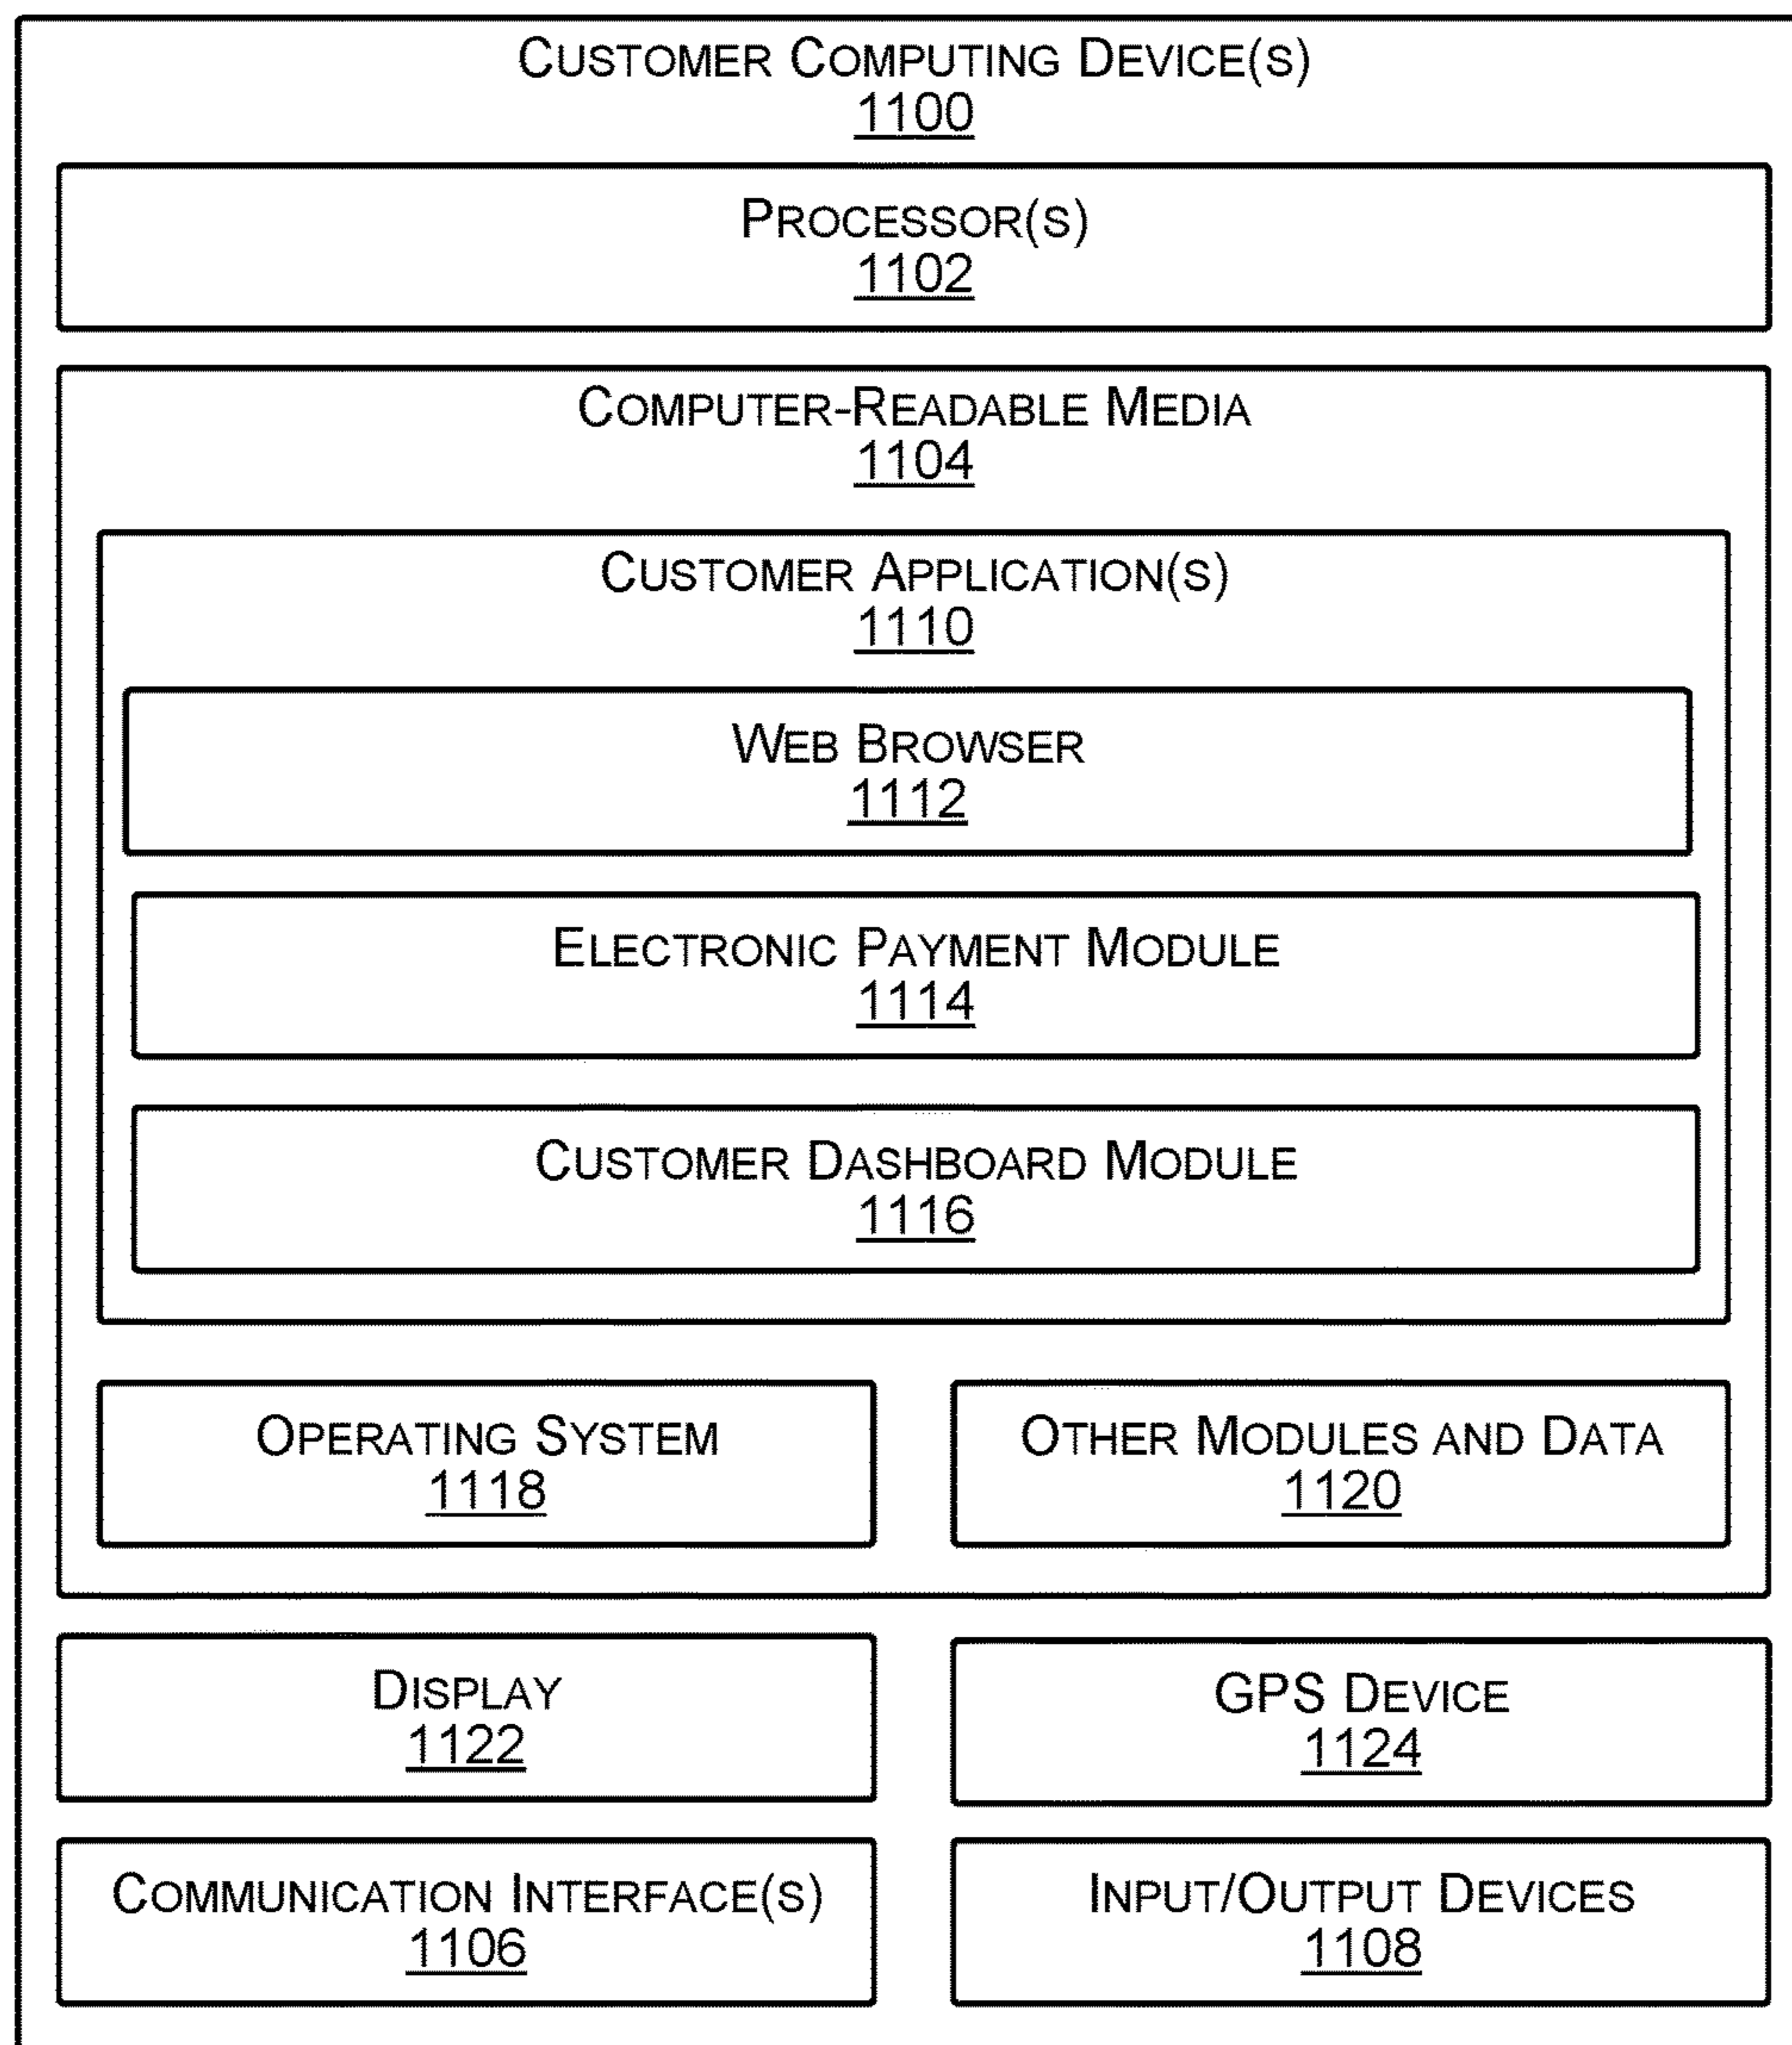 CUSTOMER COMPUTING DEVICE(S)
1100
PROCESSOR(S)
1102
COMPUTER-READABLE MEDIA
1104
CUSTOMER APPLICATION(S)
1110
WEB BROWSER
1112
ELECTRONIC PAYMENT MODULE
1114
CUSTOMER DASHBOARD MODULE
1116
OPERATING SYSTEM
1118
OTHER MODULES AND DATA
1120
DISPLAY
1122
GPS DEVICE
1124
COMMUNICATION INTERFACE(S)
1106
INPUT/OUTPUT DEVICES
1108